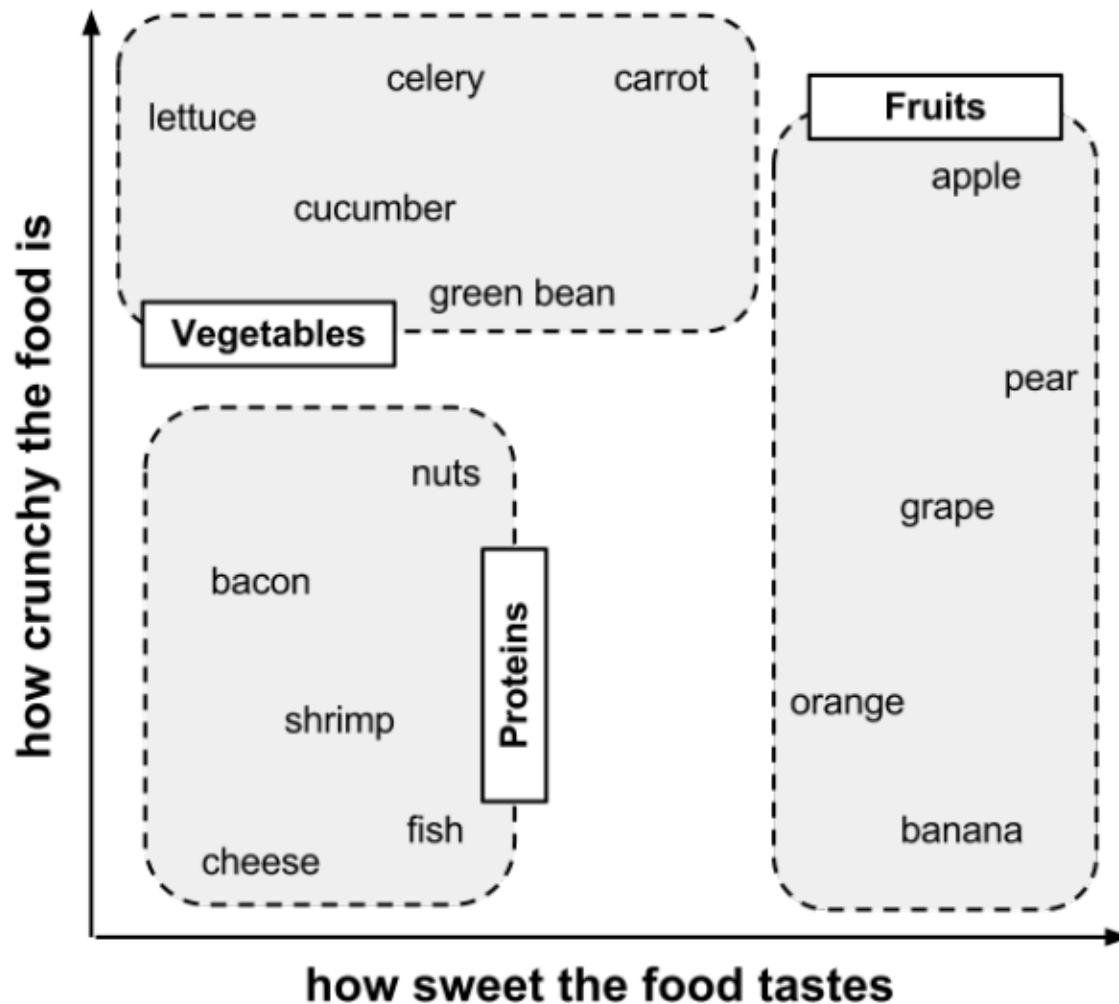 celery
carrot
Fruits
lettuce
apple
cucumber
green bean
Vegetables
pear
nuts
grape
bacon
Proteins
orange
shrimp
fish
banana
cheese
how crunchy the food is
how sweet the food tastes